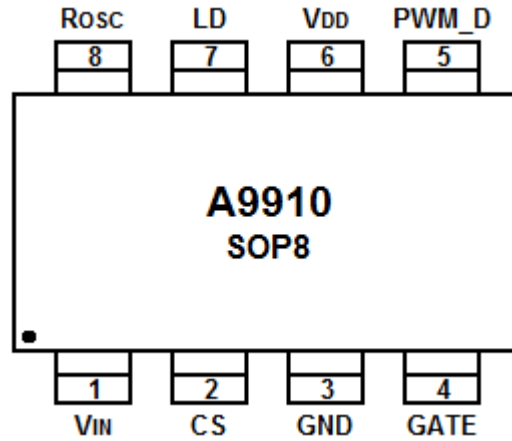 ROSC LD VDD PWM_D
8 7 6 5
A9910
SOP8
1 2 3 4
VIN CS GND GATE